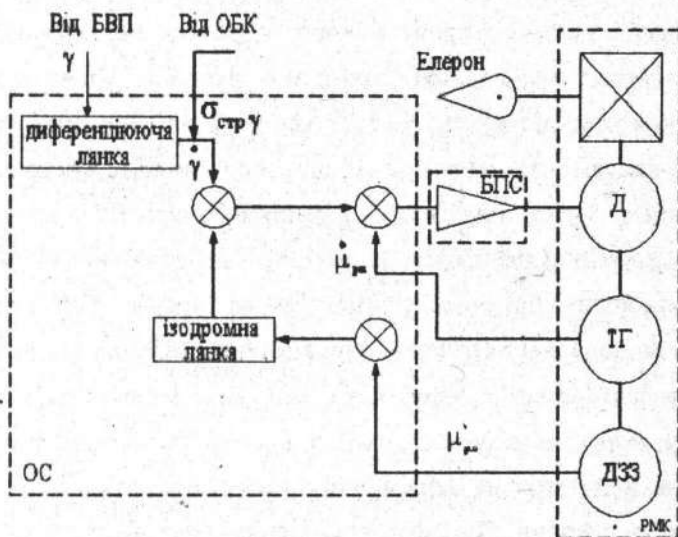 Від БВП
Від ОБК
γ
Елерон
σстр γ
диференціююча
ланка
γ̇
БПС
Д
μ̇рм
ізодромна
ланка
ТГ
μрм
ОС
ДЗЗ
РМК